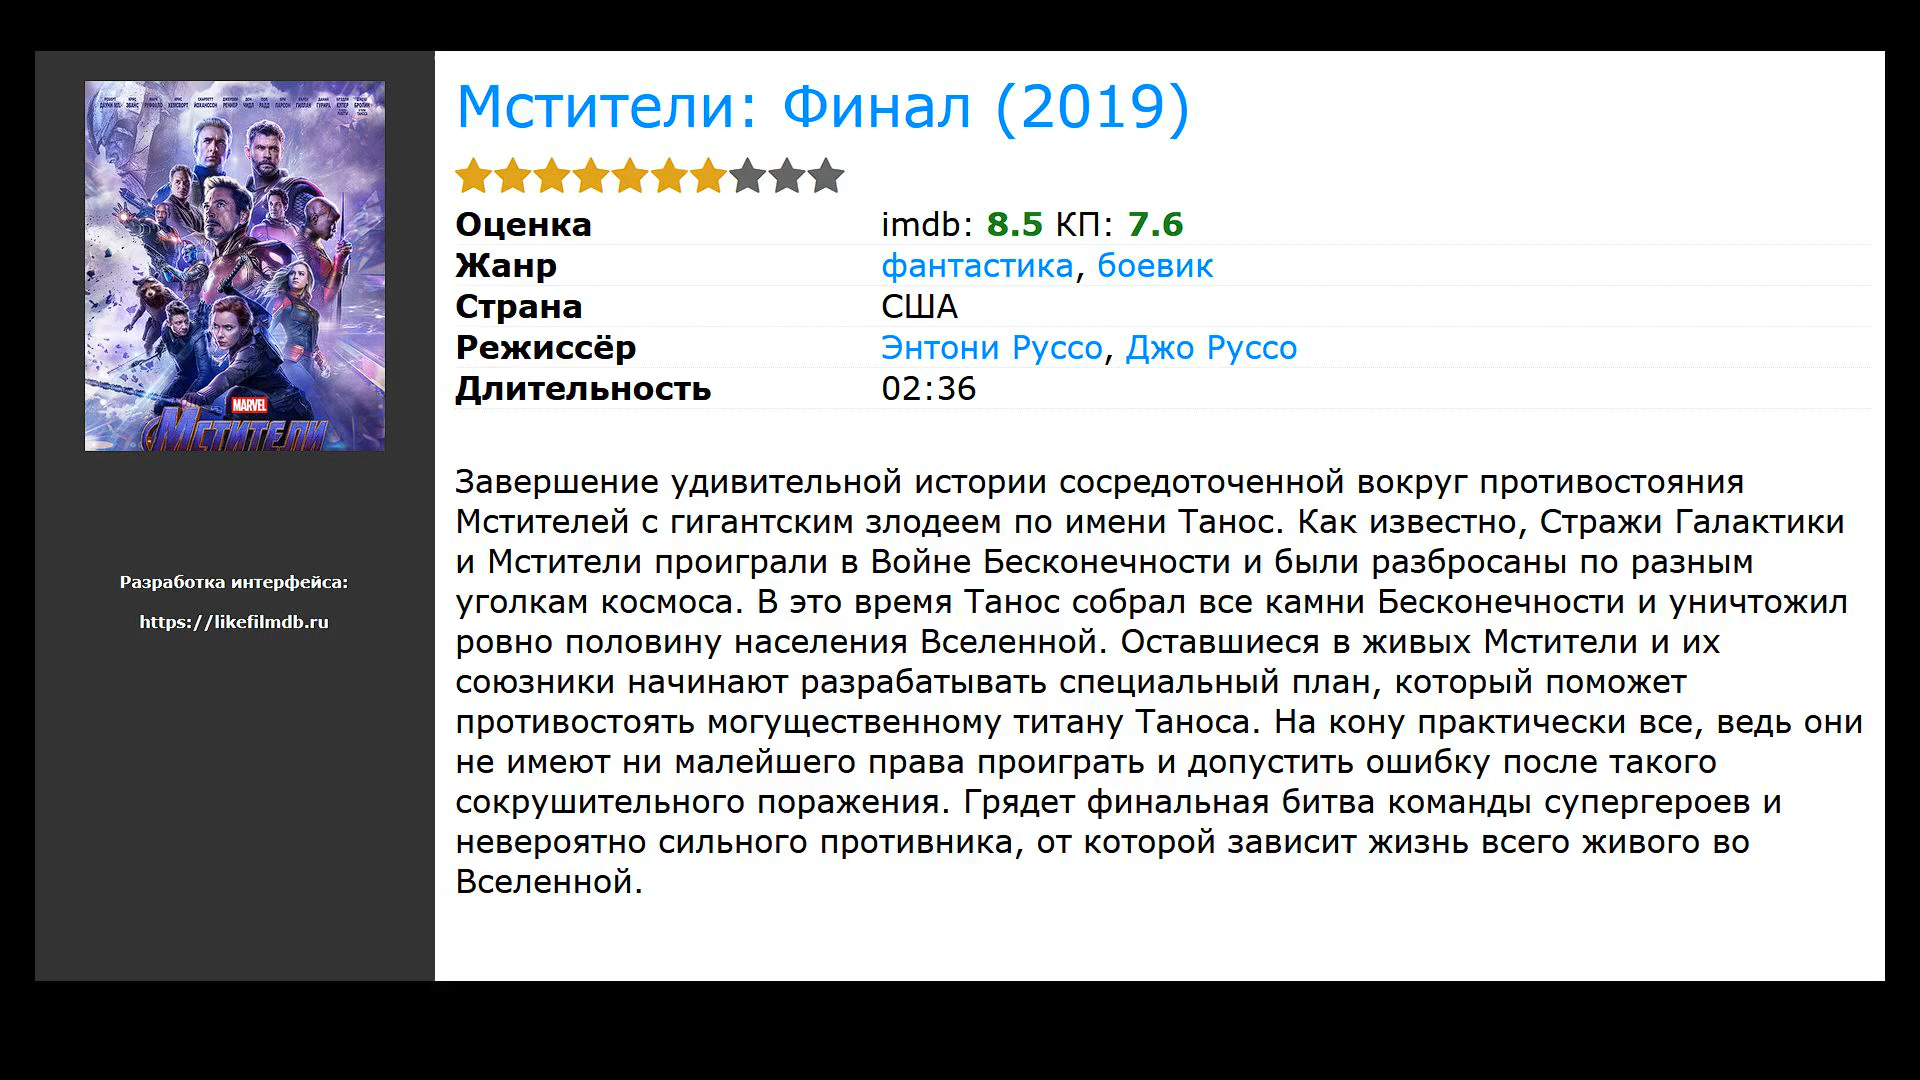 Мстители: Финал (2019)
Оценка imdb: 8.5 КП: 7.6
Жанр фантастика, боевик
Страна США
Режиссёр Энтони Руссо, Джо Руссо
Длительность 02:36
Завершение удивительной истории сосредоточенной вокруг противостояния
Мстителей с гигантским злодеем по имени Танос. Как известно, Стражи Галактики
и Мстители проиграли в Войне Бесконечности и были разбросаны по разным
уголкам космоса. В это время Танос собрал все камни Бесконечности и уничтожил
ровно половину населения Вселенной. Оставшиеся в живых Мстители и их
союзники начинают разрабатывать специальный план, который поможет
противостоять могущественному титану Таноса. На кону практически все, ведь они
не имеют ни малейшего права проиграть и допустить ошибку после такого
сокрушительного поражения. Грядет финальная битва команды супергероев и
невероятно сильного противника, от которой зависит жизнь всего живого во
Вселенной.
MARVEL
МСТИТЕЛИ
Разработка интерфейса:
https://likefilmdb.ru